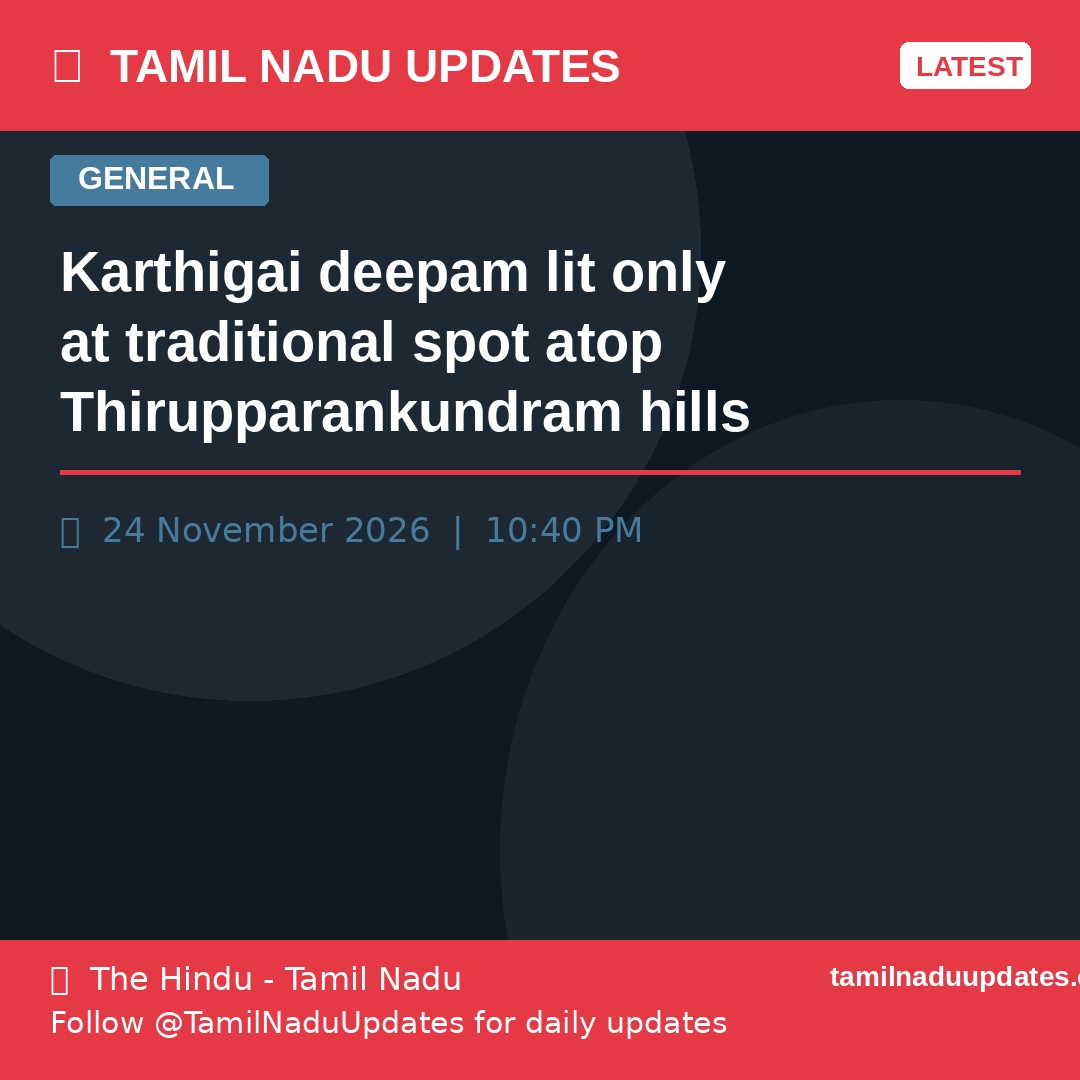 TAMIL NADU UPDATES
LATEST
GENERAL
Karthigai deepam lit only
at traditional spot atop
Thirupparankundram hills
24 November 2026 | 10:40 PM
The Hindu - Tamil Nadu
tamilnaduupdates.
Follow @TamilNaduUpdates for daily updates